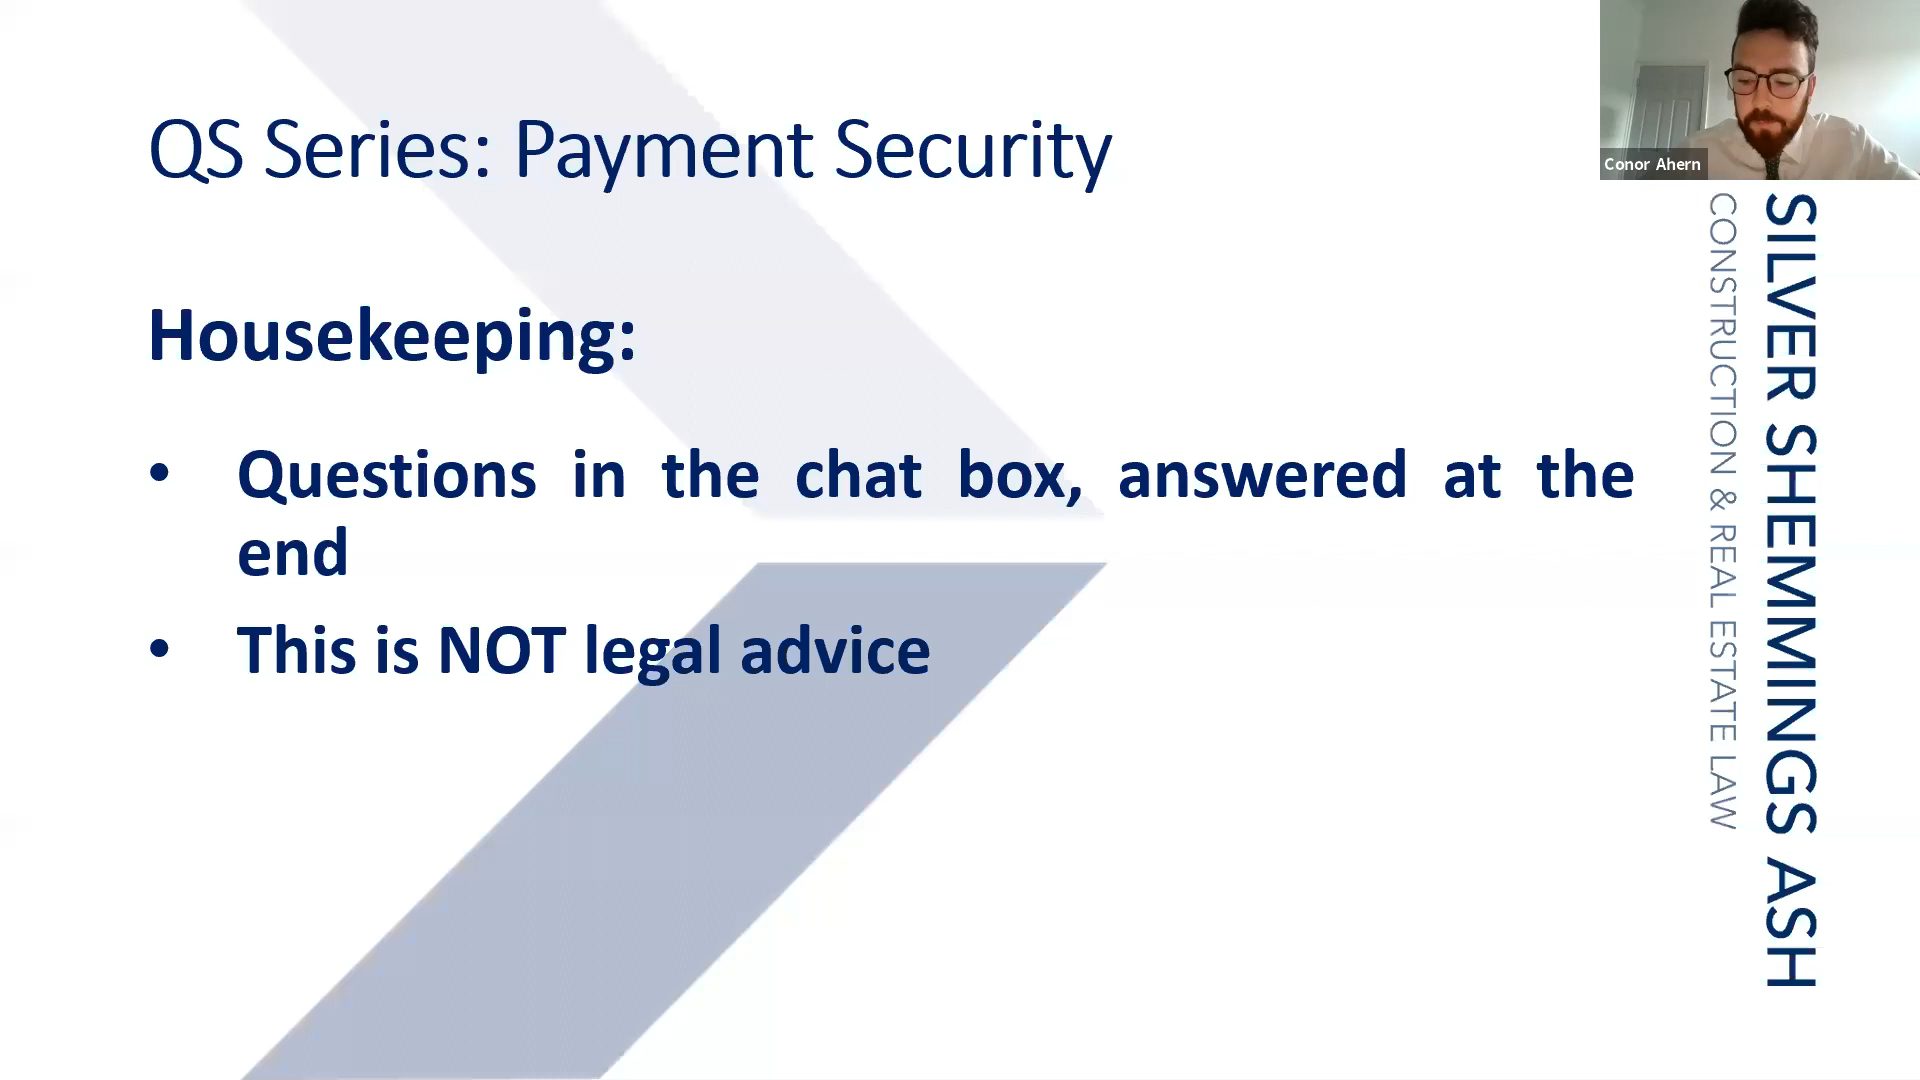 QS Series: Payment Security
Conor Ahern
Housekeeping:
• Questions in the chat box, answered at the
end
• This is NOT legal advice
SILVER SHEMMINGS ASH
CONSTRUCTION & REAL ESTATE LAW